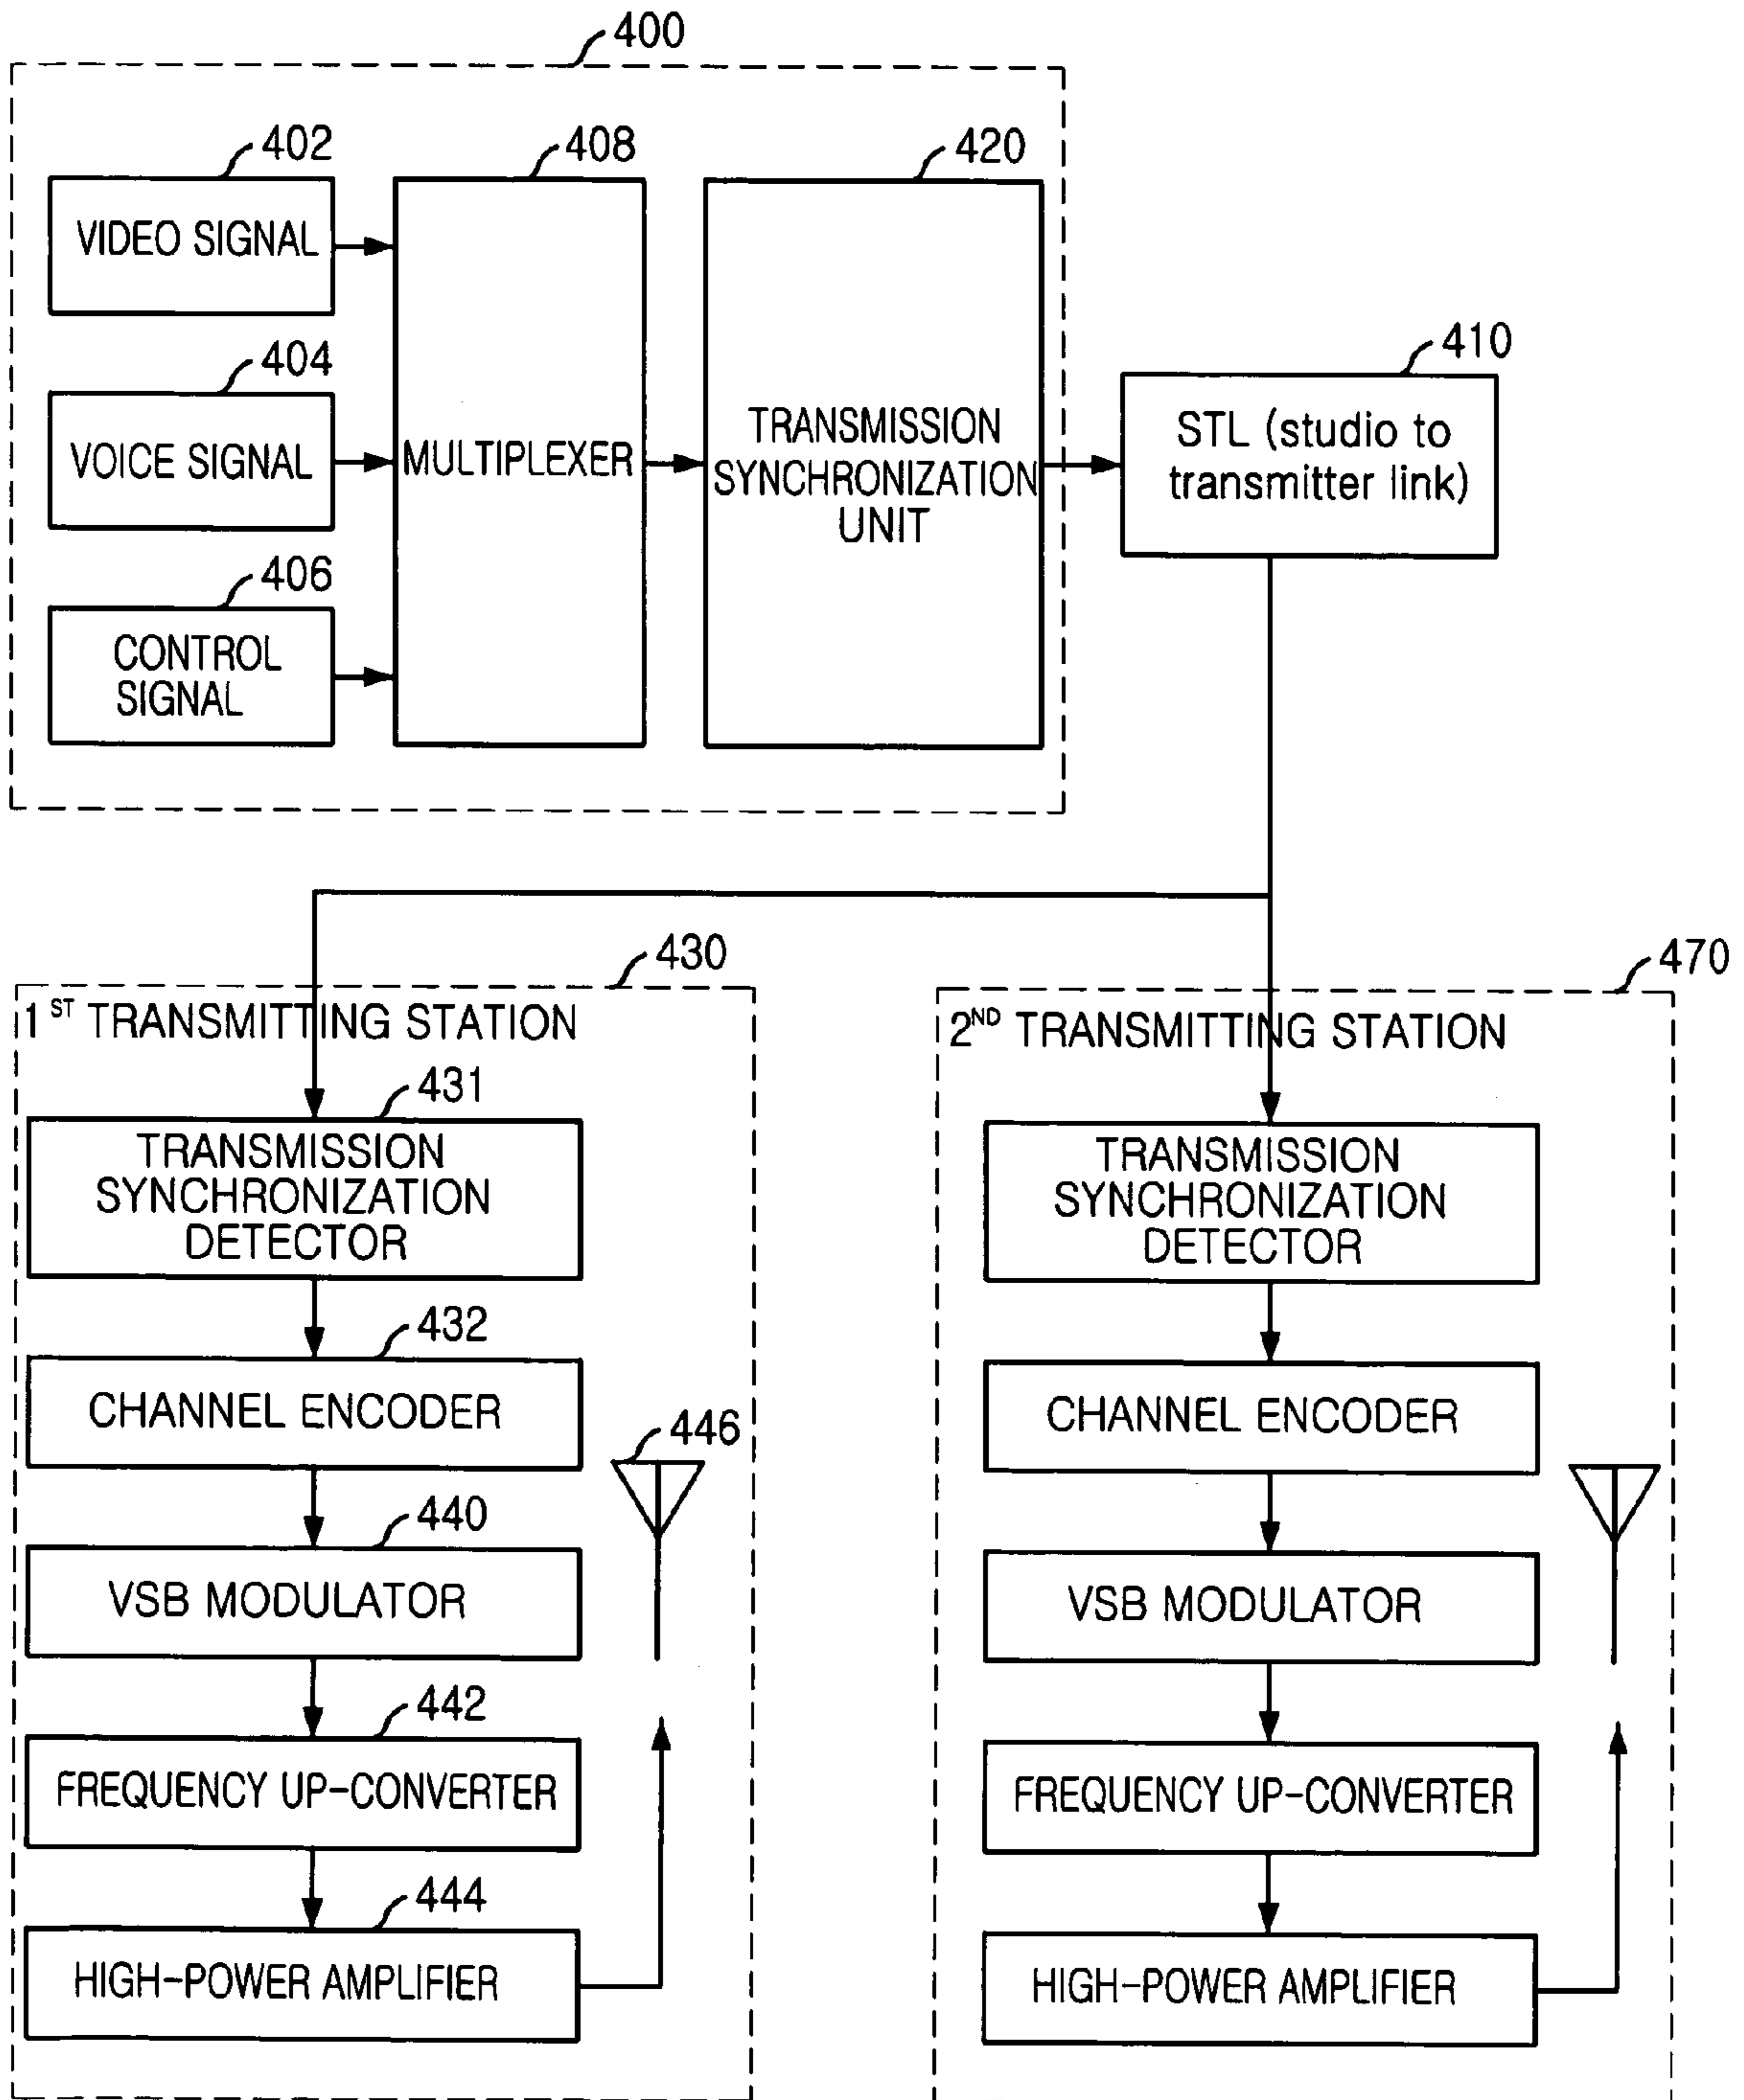 400
402
408
420
VIDEO SIGNAL
404
410
VOICE SIGNAL
MULTIPLEXER
TRANSMISSION
SYNCHRONIZATION
UNIT
STL (studio to
transmitter link)
406
CONTROL
SIGNAL
430
470
1ST TRANSMITTING STATION
431
TRANSMISSION
SYNCHRONIZATION
DETECTOR
432
CHANNEL ENCODER
446
440
VSB MODULATOR
442
FREQUENCY UP-CONVERTER
444
HIGH-POWER AMPLIFIER
2ND TRANSMITTING STATION
TRANSMISSION
SYNCHRONIZATION
DETECTOR
CHANNEL ENCODER
VSB MODULATOR
FREQUENCY UP-CONVERTER
HIGH-POWER AMPLIFIER